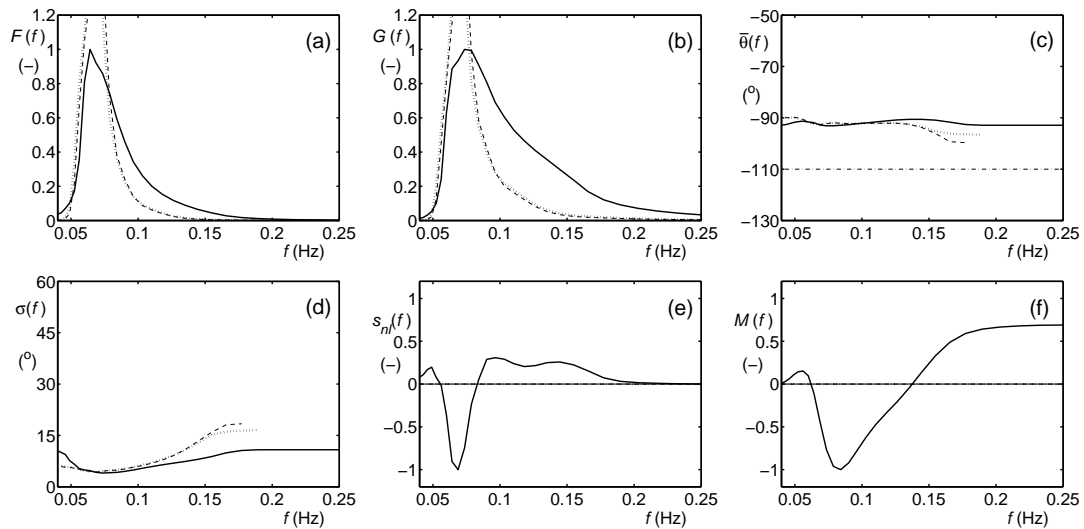 1.2
1
0.8
0.6
0.4
0.2
0
F (f)
(–)
(a)
0.05 0.1 0.15 0.2 0.25
f (Hz)
1.2
1
0.8
0.6
0.4
0.2
0
G (f)
(–)
(b)
0.05 0.1 0.15 0.2 0.25
f (Hz)
−50
−70
−90
−110
−130
θ̅(f)
(°)
(c)
0.05 0.1 0.15 0.2 0.25
f (Hz)
60
45
30
15
0
σ(f)
(°)
(d)
0.05 0.1 0.15 0.2 0.25
f (Hz)
1
0.5
0
−0.5
−1
s_nl(f)
(–)
(e)
0.05 0.1 0.15 0.2 0.25
f (Hz)
1
0.5
0
−0.5
−1
M (f)
(–)
(f)
0.05 0.1 0.15 0.2 0.25
f (Hz)